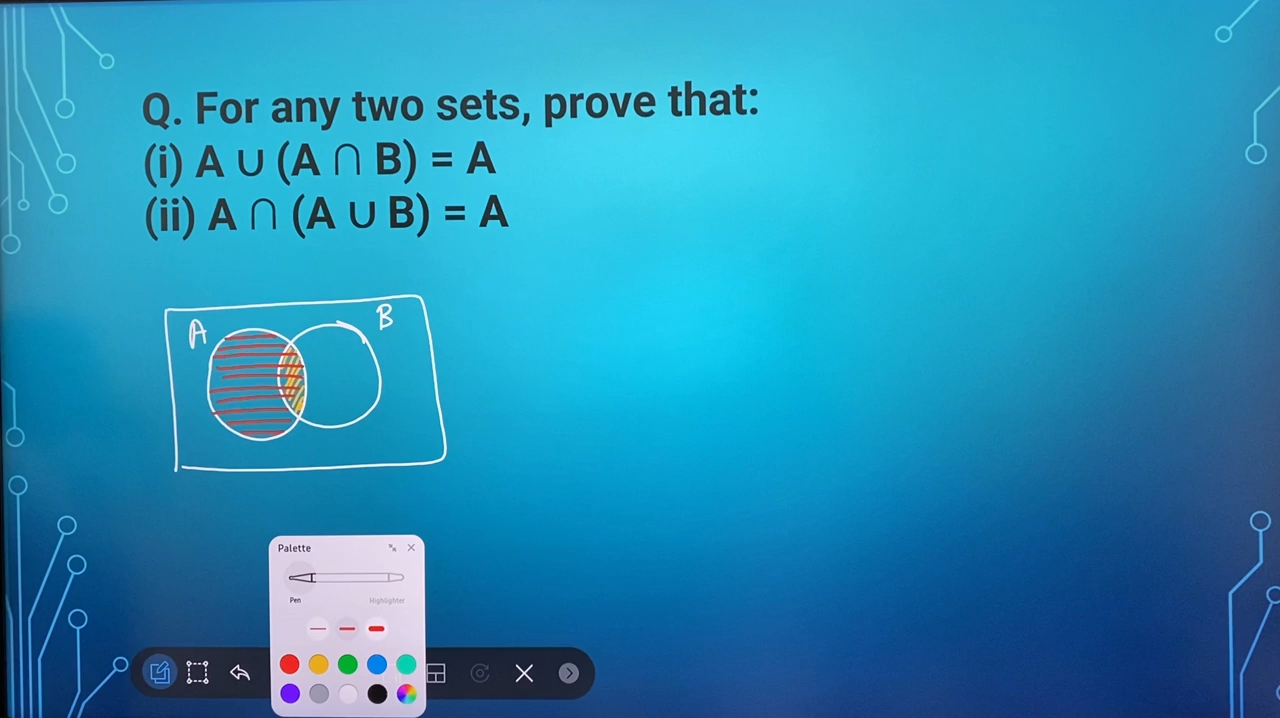 Q. For any two sets, prove that:
(i) A ∪ (A ∩ B) = A
(ii) A ∩ (A ∪ B) = A
A
B
Palette
Pen
Highlighter